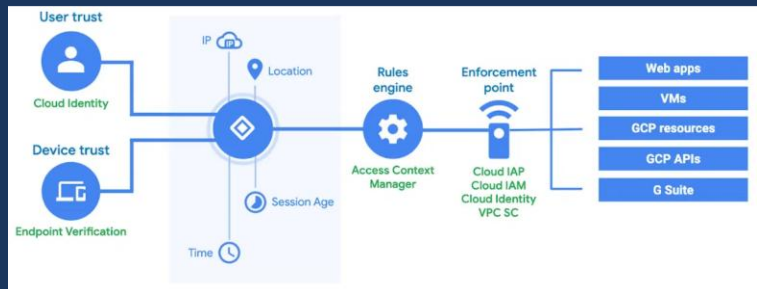 User trust
Cloud Identity
Device trust
Endpoint Verification
IP
IP
Location
Session Age
Time
Rules
engine
Access Context
Manager
Enforcement
point
Cloud IAP
Cloud IAM
Cloud Identity
VPC SC
Web apps
VMs
GCP resources
GCP APIs
G Suite